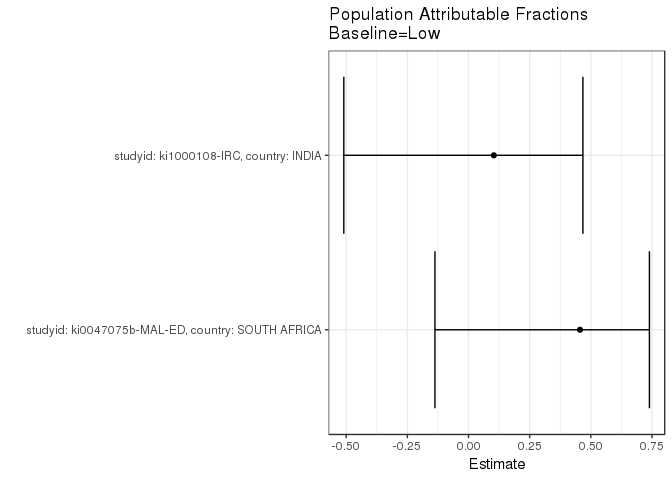 Population Attributable Fractions
Baseline=Low
studyid: ki1000108-IRC, country: INDIA
studyid: ki0047075b-MAL-ED, country: SOUTH AFRICA
-0.50 -0.25 0.00 0.25 0.50 0.75
Estimate